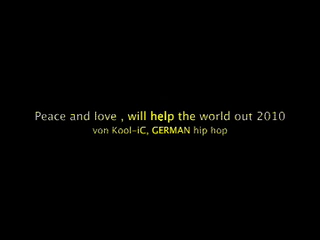 Peace and love , will help the world out 2010
von Kool-iC, GERMAN hip hop